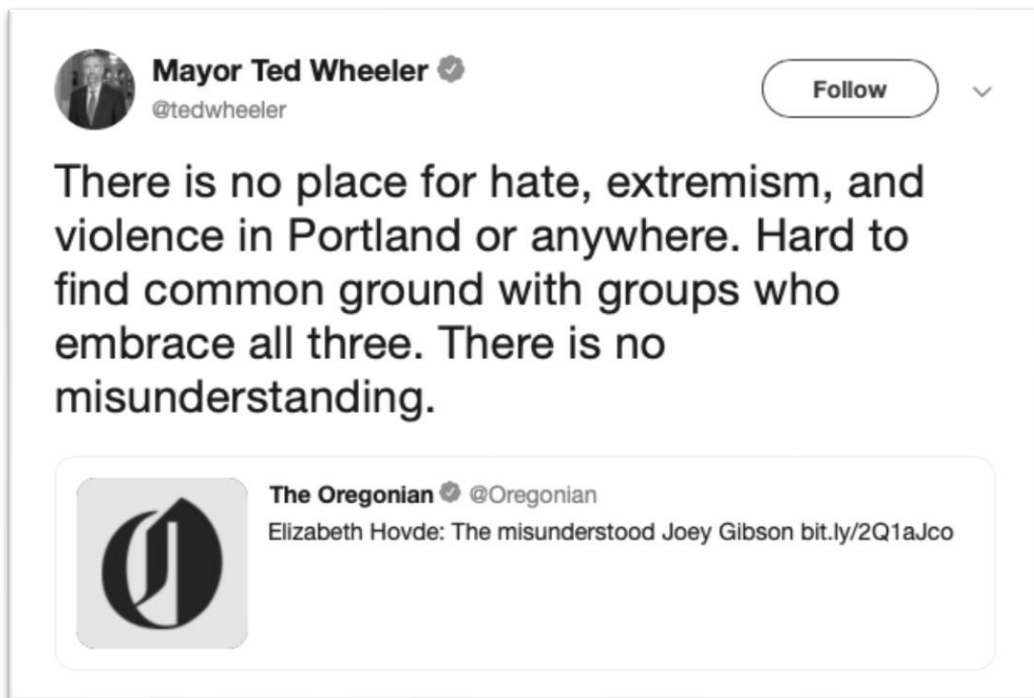 Mayor Ted Wheeler
@tedwheeler
Follow
There is no place for hate, extremism, and
violence in Portland or anywhere. Hard to
find common ground with groups who
embrace all three. There is no
misunderstanding.
The Oregonian @Oregonian
Elizabeth Hovde: The misunderstood Joey Gibson bit.ly/2Q1aJco